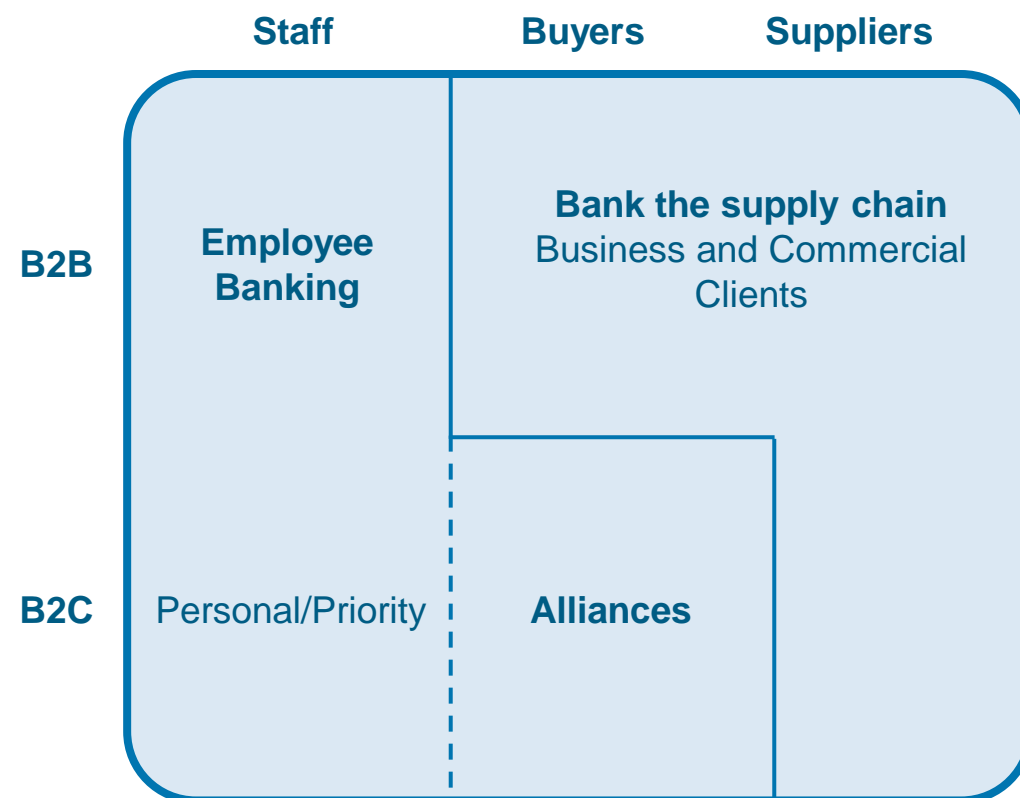 Staff Buyers Suppliers
B2B
Employee
Banking
Bank the supply chain
Business and Commercial
Clients
B2C
Personal/Priority
Alliances